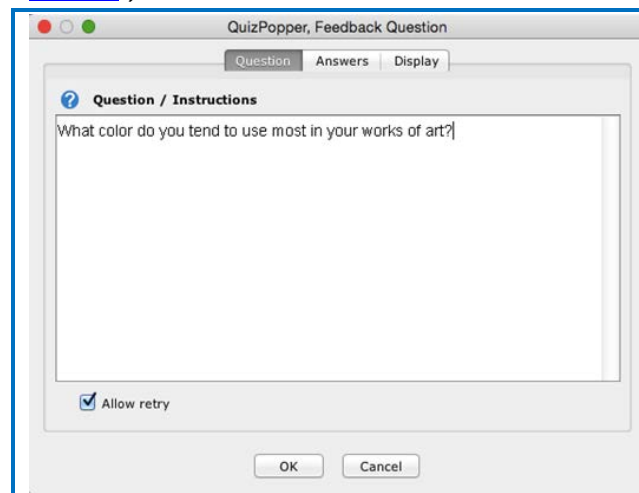 QuizPopper, Feedback Question
Question Answers Display
Question / Instructions
What color do you tend to use most in your works of art?
Allow retry
OK Cancel